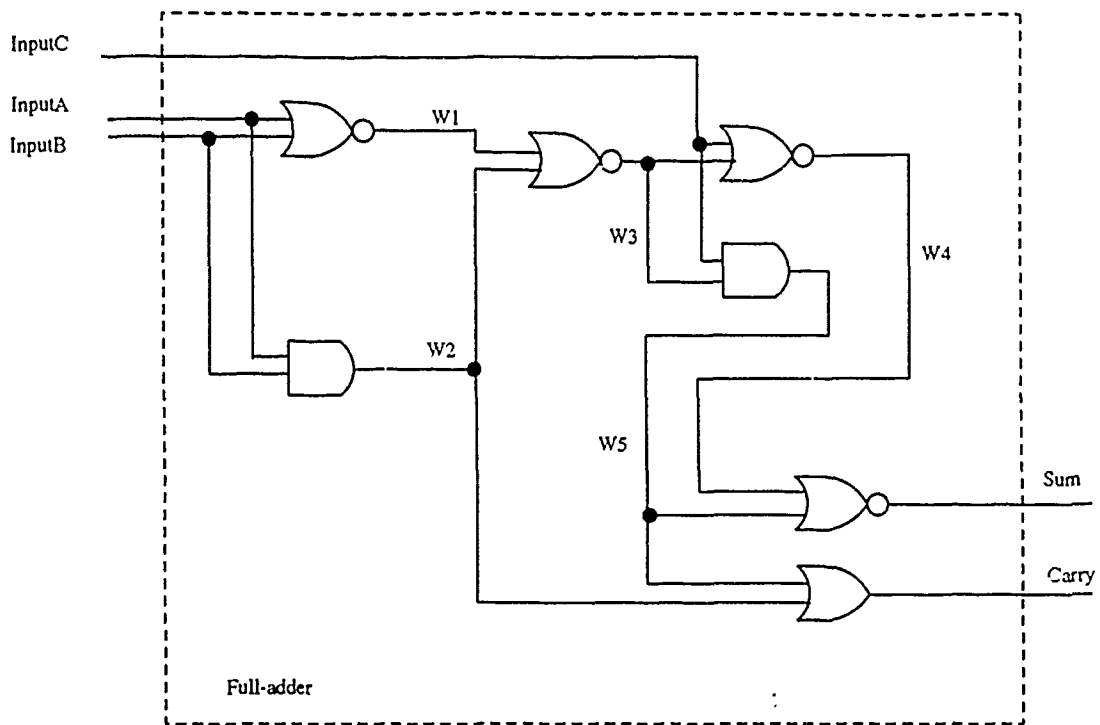 InputC
InputA
InputB
W1
W3
W4
W2
W5
Sum
Carry
Full-adder